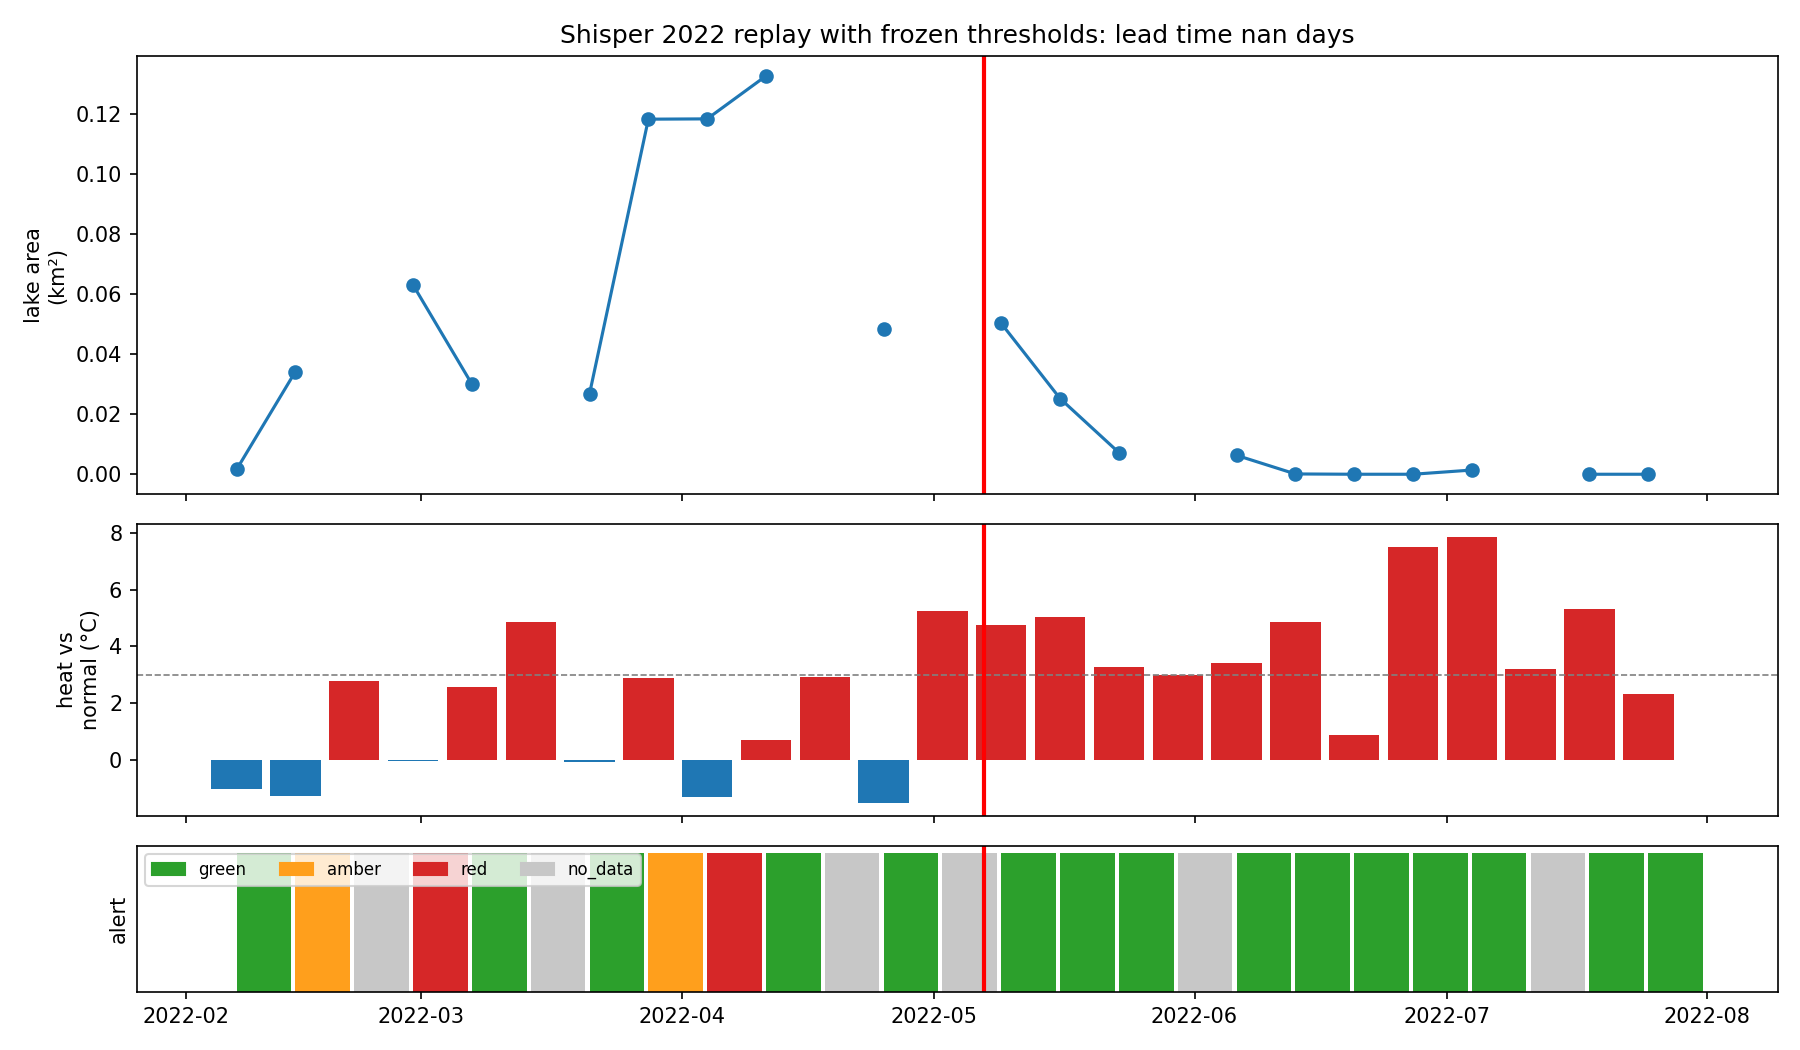 Shisper 2022 replay with frozen thresholds: lead time nan days
lake area
(km²)
0.12
0.10
0.08
0.06
0.04
0.02
0.00
heat vs
normal (°C)
8
6
4
2
0
alert
green
amber
red
no_data
2022-02
2022-03
2022-04
2022-05
2022-06
2022-07
2022-08